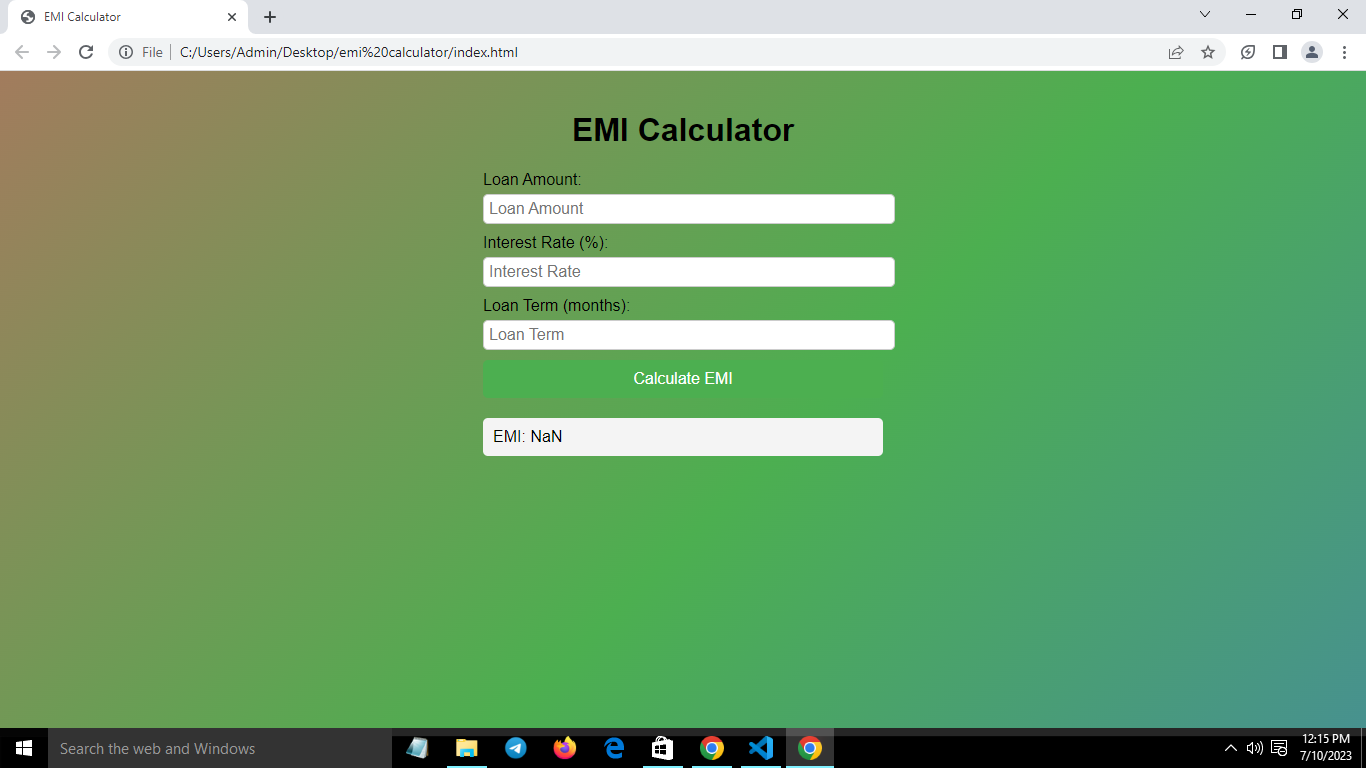 EMI Calculator
File
C:/Users/Admin/Desktop/emi%20calculator/index.html
EMI Calculator
Loan Amount:
Loan Amount
Interest Rate (%):
Interest Rate
Loan Term (months):
Loan Term
Calculate EMI
EMI: NaN
Search the web and Windows
12:15 PM
7/10/2023